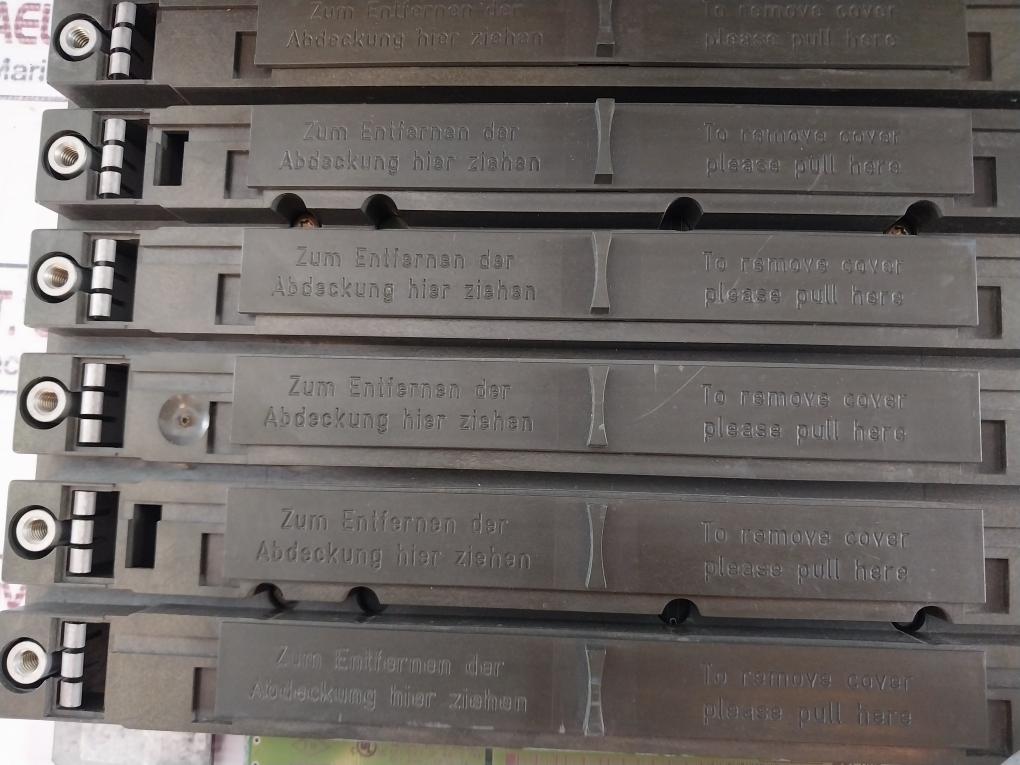 AEL
Mari
Zum Entfernen der
Abdeckung hier ziehen
To remove cover
please pull here
Zum Entfernen der
Abdeckung hier ziehen
To remove cover
please pull here
Zum Entfernen der
Abdeckung hier ziehen
To remove cover
please pull here
Zum Entfernen der
Abdeckung hier ziehen
To remove cover
please pull here
Zum Entfernen der
Abdeckung hier ziehen
To remove cover
please pull here
Zum Entfernen der
Abdeckung hier ziehen
To remove cover
please pull here